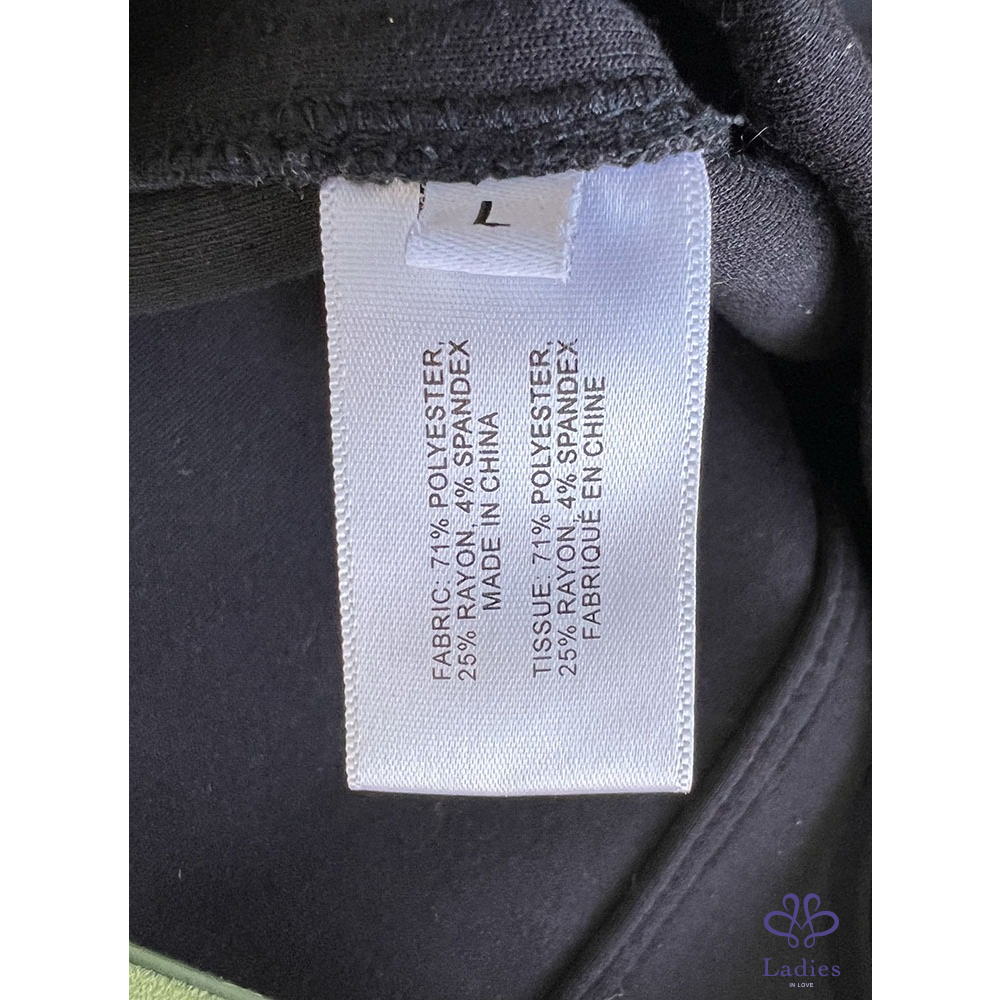 L
FABRIC: 71% POLYESTER,
25% RAYON, 4% SPANDEX
MADE IN CHINA
TISSUE: 71% POLYESTER,
25% RAYON, 4% SPANDEX
FABRIQUÉ EN CHINE
Ladies
IN LOVE